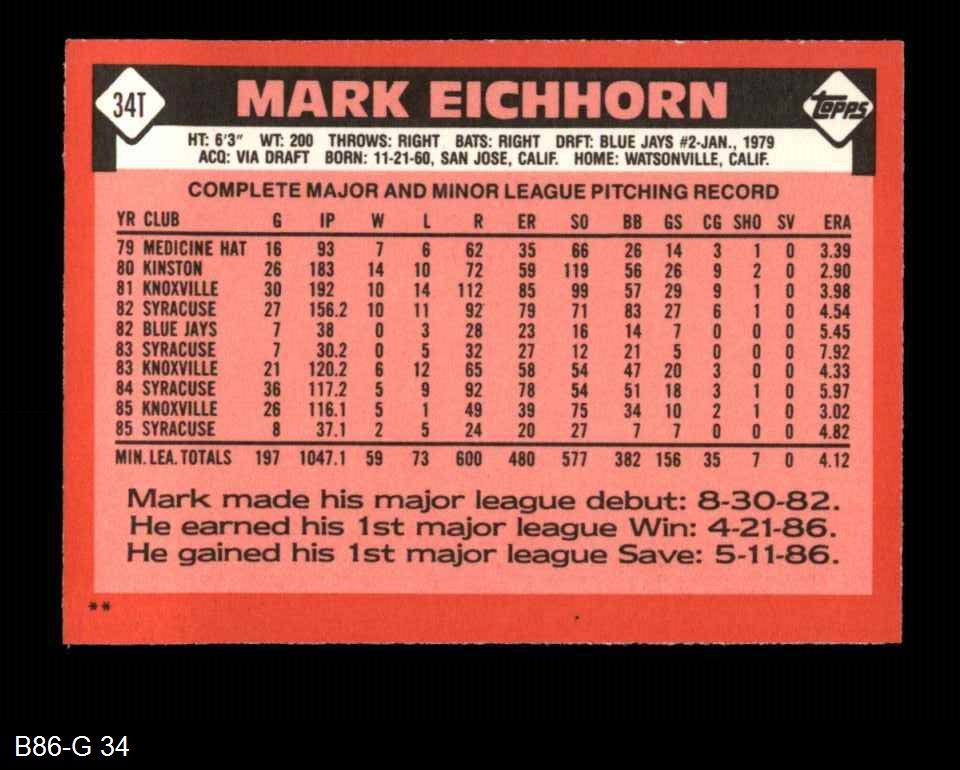 34T
MARK EICHHORN
TOPPS
HT: 6'3" WT: 200 THROWS: RIGHT BATS: RIGHT DRFT: BLUE JAYS #2-JAN., 1979
ACQ: VIA DRAFT BORN: 11-21-60, SAN JOSE, CALIF. HOME: WATSONVILLE, CALIF.
COMPLETE MAJOR AND MINOR LEAGUE PITCHING RECORD
YR CLUB G IP W L R ER SO BB GS CG SHO SV ERA
79 MEDICINE HAT 16 93 7 6 62 35 66 26 14 3 1 0 3.39
80 KINSTON 26 183 14 10 72 59 119 56 26 9 2 0 2.90
81 KNOXVILLE 30 192 10 14 112 85 99 57 29 9 1 0 3.98
82 SYRACUSE 27 156.2 10 11 92 79 71 83 27 6 1 0 4.54
82 BLUE JAYS 7 38 0 3 28 23 16 14 7 0 0 0 5.45
83 SYRACUSE 7 30.2 0 5 32 27 12 21 5 0 0 0 7.92
83 KNOXVILLE 21 120.2 6 12 65 58 54 47 20 3 0 0 4.33
84 SYRACUSE 36 117.2 5 9 92 78 54 51 18 3 1 0 5.97
85 KNOXVILLE 26 116.1 5 1 49 39 75 34 10 2 1 0 3.02
85 SYRACUSE 8 37.1 2 5 24 20 27 7 7 0 0 0 4.82
MIN. LEA. TOTALS 197 1047.1 59 73 600 480 577 382 156 35 7 0 4.12
Mark made his major league debut: 8-30-82.
He earned his 1st major league Win: 4-21-86.
He gained his 1st major league Save: 5-11-86.
**
B86-G 34